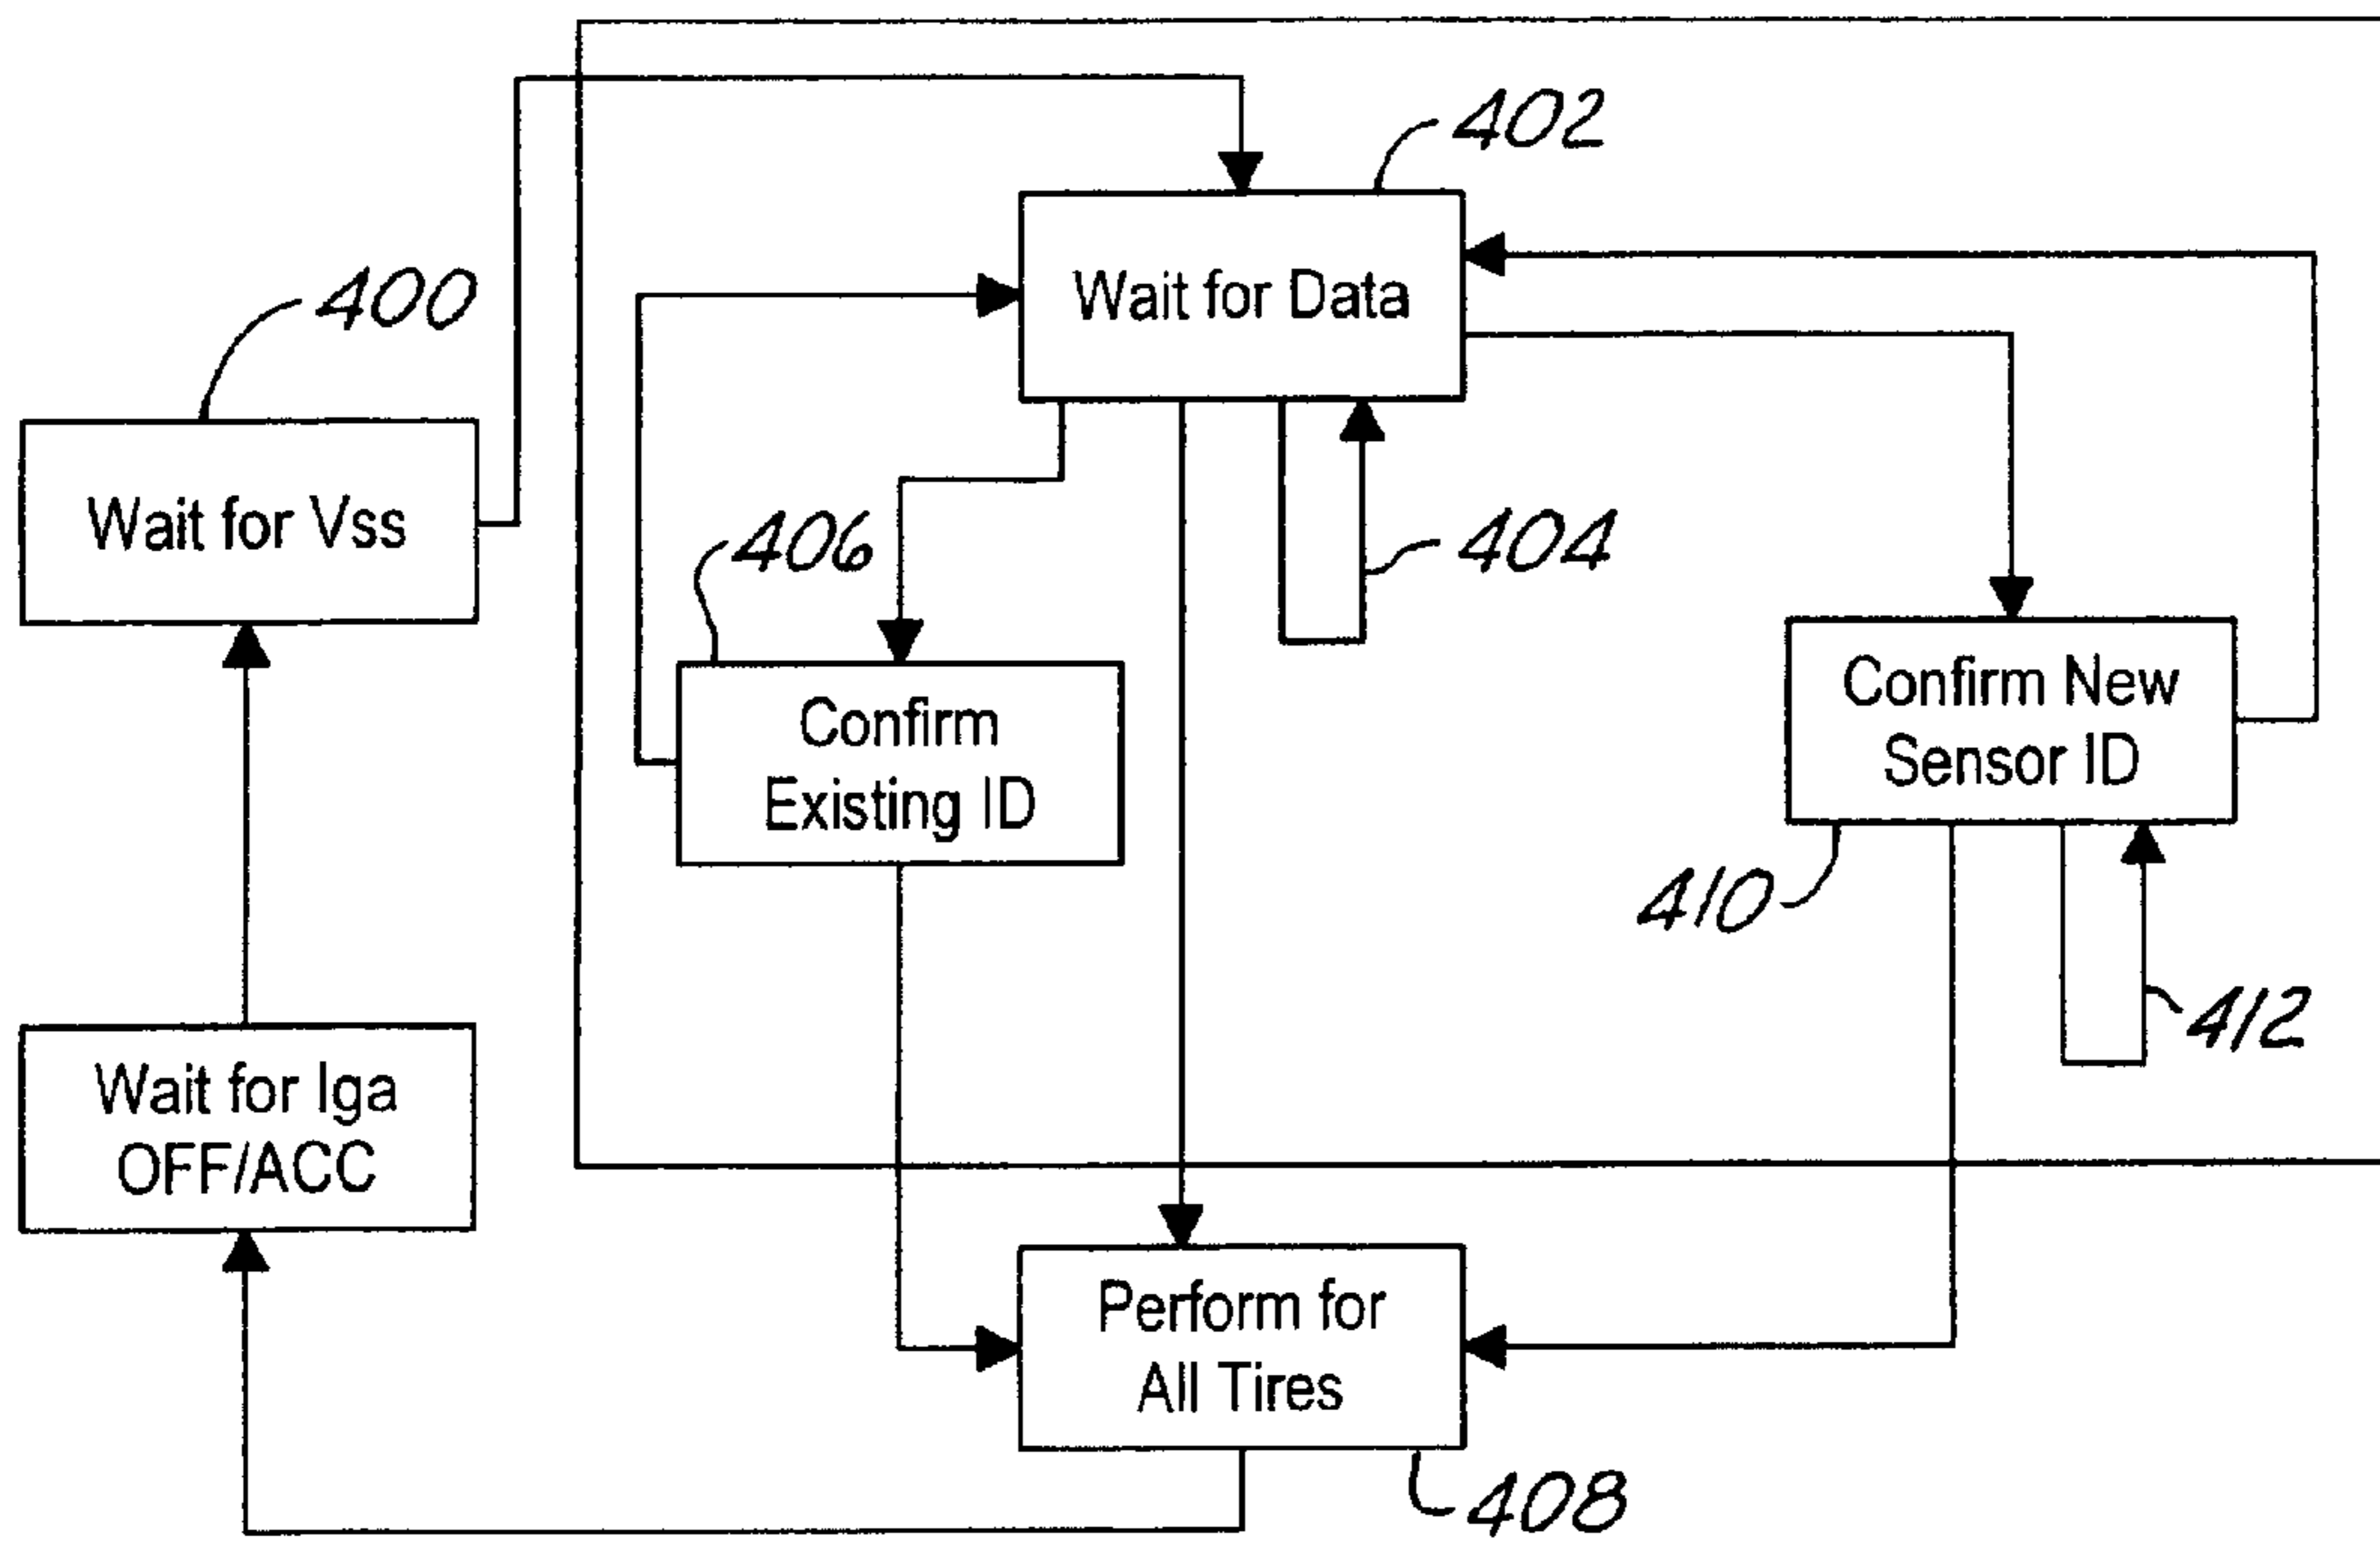 402
400
Wait for Data
Wait for Vss
406
404
Confirm
Existing ID
Confirm New
Sensor ID
410
412
Wait for Iga
OFF/ACC
Perform for
All Tires
408